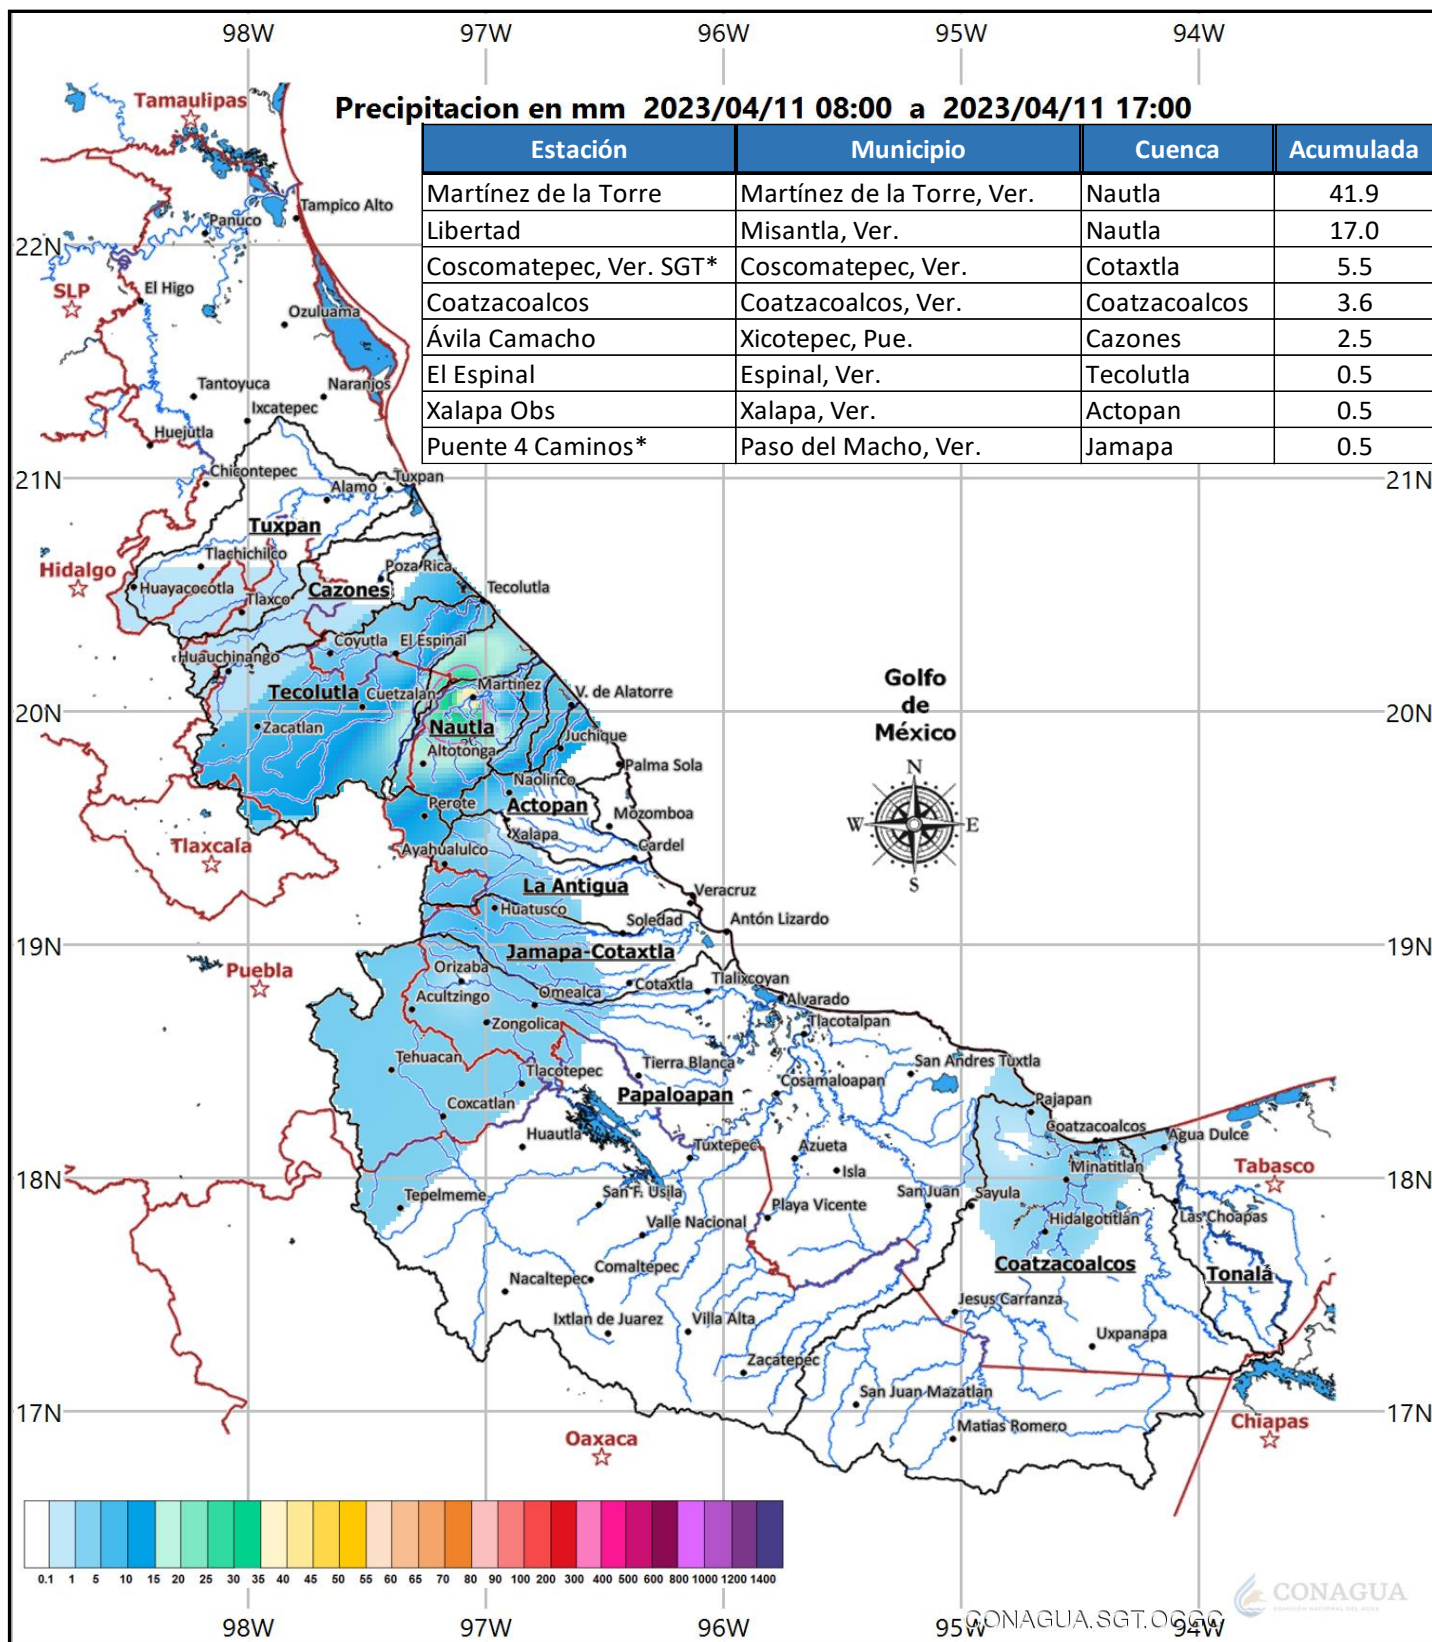 98W 97W 96W 95W 94W
Precipitacion en mm 2023/04/11 08:00 a 2023/04/11 17:00
Estación Municipio Cuenca Acumulada
Martínez de la Torre Martínez de la Torre, Ver. Nautla 41.9
Libertad Misantla, Ver. Nautla 17.0
Coscomatepec, Ver. SGT* Coscomatepec, Ver. Cotaxtla 5.5
Coatzacoalcos Coatzacoalcos, Ver. Coatzacoalcos 3.6
Ávila Camacho Xicotepec, Pue. Cazones 2.5
El Espinal Espinal, Ver. Tecolutla 0.5
Xalapa Obs Xalapa, Ver. Actopan 0.5
Puente 4 Caminos* Paso del Macho, Ver. Jamapa 0.5
Tamaulipas
Tampico Alto
Panuco
22N 22N
El Higo
SLP
Ozuluama
Tantoyuca
Naranjos
Ixcatepec
Huejutla
Chicontepec
21N 21N
Alamo
Tuxpan
Tuxpan
Tlachichilco
Hidalgo
Huayacocotla
Poza Rica
Cazones
Tecolutla
Tlaxco
Coyutla
El Espinal
Huauchinango
Tecolutla
Cuetzalan
Martinez
V. de Alatorre
Golfo
de
México
20N 20N
Zacatlan
Nautla
Juchique
Altotonga
Palma Sola
Naolinco
N
W E
S
Perote
Actopan
Mozomboa
Xalapa
Tlaxcala
Ayahualulco
Cardel
La Antigua
Veracruz
Huatusco
Soledad
Antón Lizardo
19N 19N
Jamapa-Cotaxtla
Puebla
Orizaba
Cotaxtla
Tlalixcoyan
Acultzingo
Omealca
Alvarado
Zongolica
Tlacotalpan
Tehuacan
Tlacotepec
Tierra Blanca
San Andres Tuxtla
Cosamaloapan
Papaloapan
Coxcatlan
Pajapan
Coatzacoalcos
Agua Dulce
Huautla
Tuxtepec
Azueta
Isla
Minatitlan
Tabasco
18N 18N
Tepelmeme
San F. Usila
San Juan
Sayula
Playa Vicente
Valle Nacional
Hidalgotitlán
Las Choapas
Coatzacoalcos
Tonalá
Nacaltepec
Comaltepec
Jesus Carranza
Ixtlan de Juarez
Villa Alta
Uxpanapa
Zacatepec
San Juan Mazatlan
17N 17N
Matias Romero
Chiapas
Oaxaca
0.1 1 5 10 15 20 25 30 35 40 45 50 55 60 65 70 80 90 100 200 300 400 500 600 800 1000 1200 1400
CONAGUA
COMISIÓN NACIONAL DEL AGUA
CONAGUA.SGT.OCGC
98W 97W 96W 95W 94W